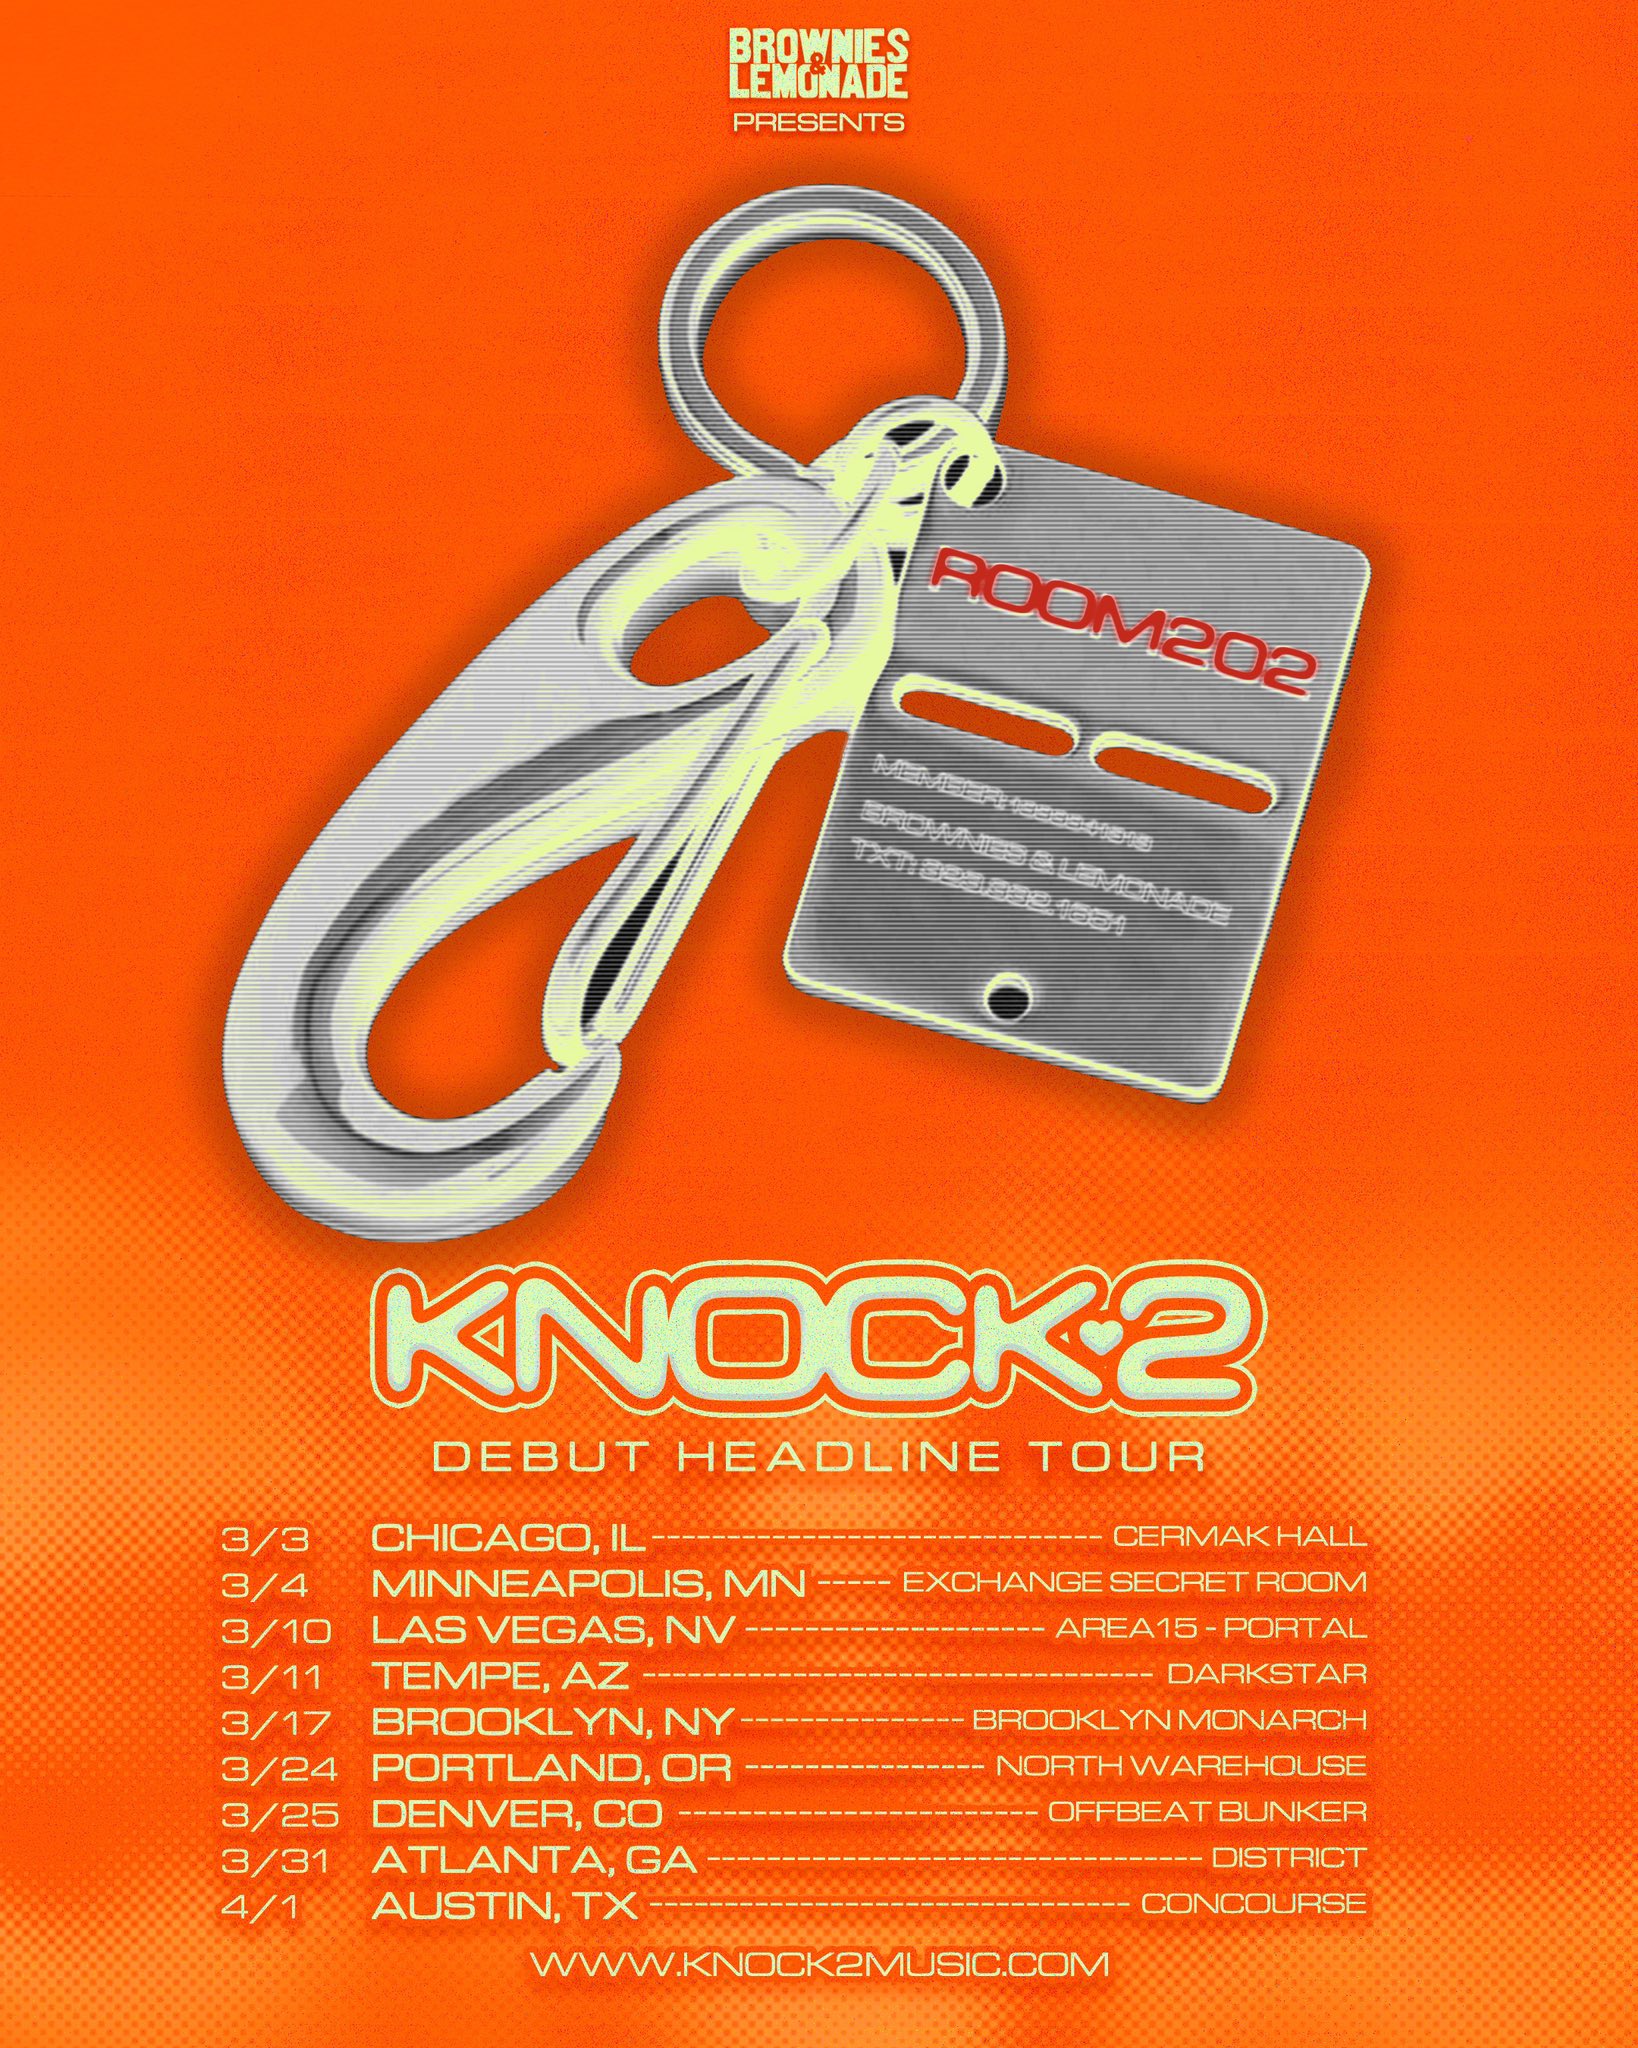 BROWNIES
&
LEMONADE
PRESENTS
ROOM202
BROWNIES & LEMONADE
KNOCK2
DEBUT HEADLINE TOUR
3/3 CHICAGO, IL ------------------------------ CERMAK HALL
3/4 MINNEAPOLIS, MN ----- EXCHANGE SECRET ROOM
3/10 LAS VEGAS, NV -------------------- AREA15 - PORTAL
3/11 TEMPE, AZ ---------------------------------- DARKSTAR
3/17 BROOKLYN, NY --------------- BROOKLYN MONARCH
3/24 PORTLAND, OR ---------------- NORTH WAREHOUSE
3/25 DENVER, CO ------------------------ OFFBEAT BUNKER
3/31 ATLANTA, GA --------------------------------- DISTRICT
4/1 AUSTIN, TX -------------------------------- CONCOURSE
WWW.KNOCK2MUSIC.COM